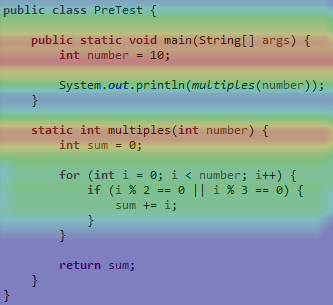 public class PreTest {
    public static void main(String[] args) {
        int number = 10;
        System.out.println(multiples(number));
    }
    static int multiples(int number) {
        int sum = 0;
        for (int i = 0; i < number; i++) {
            if (i % 2 == 0 || i % 3 == 0) {
                sum += i;
            }
        }
        return sum;
    }
}